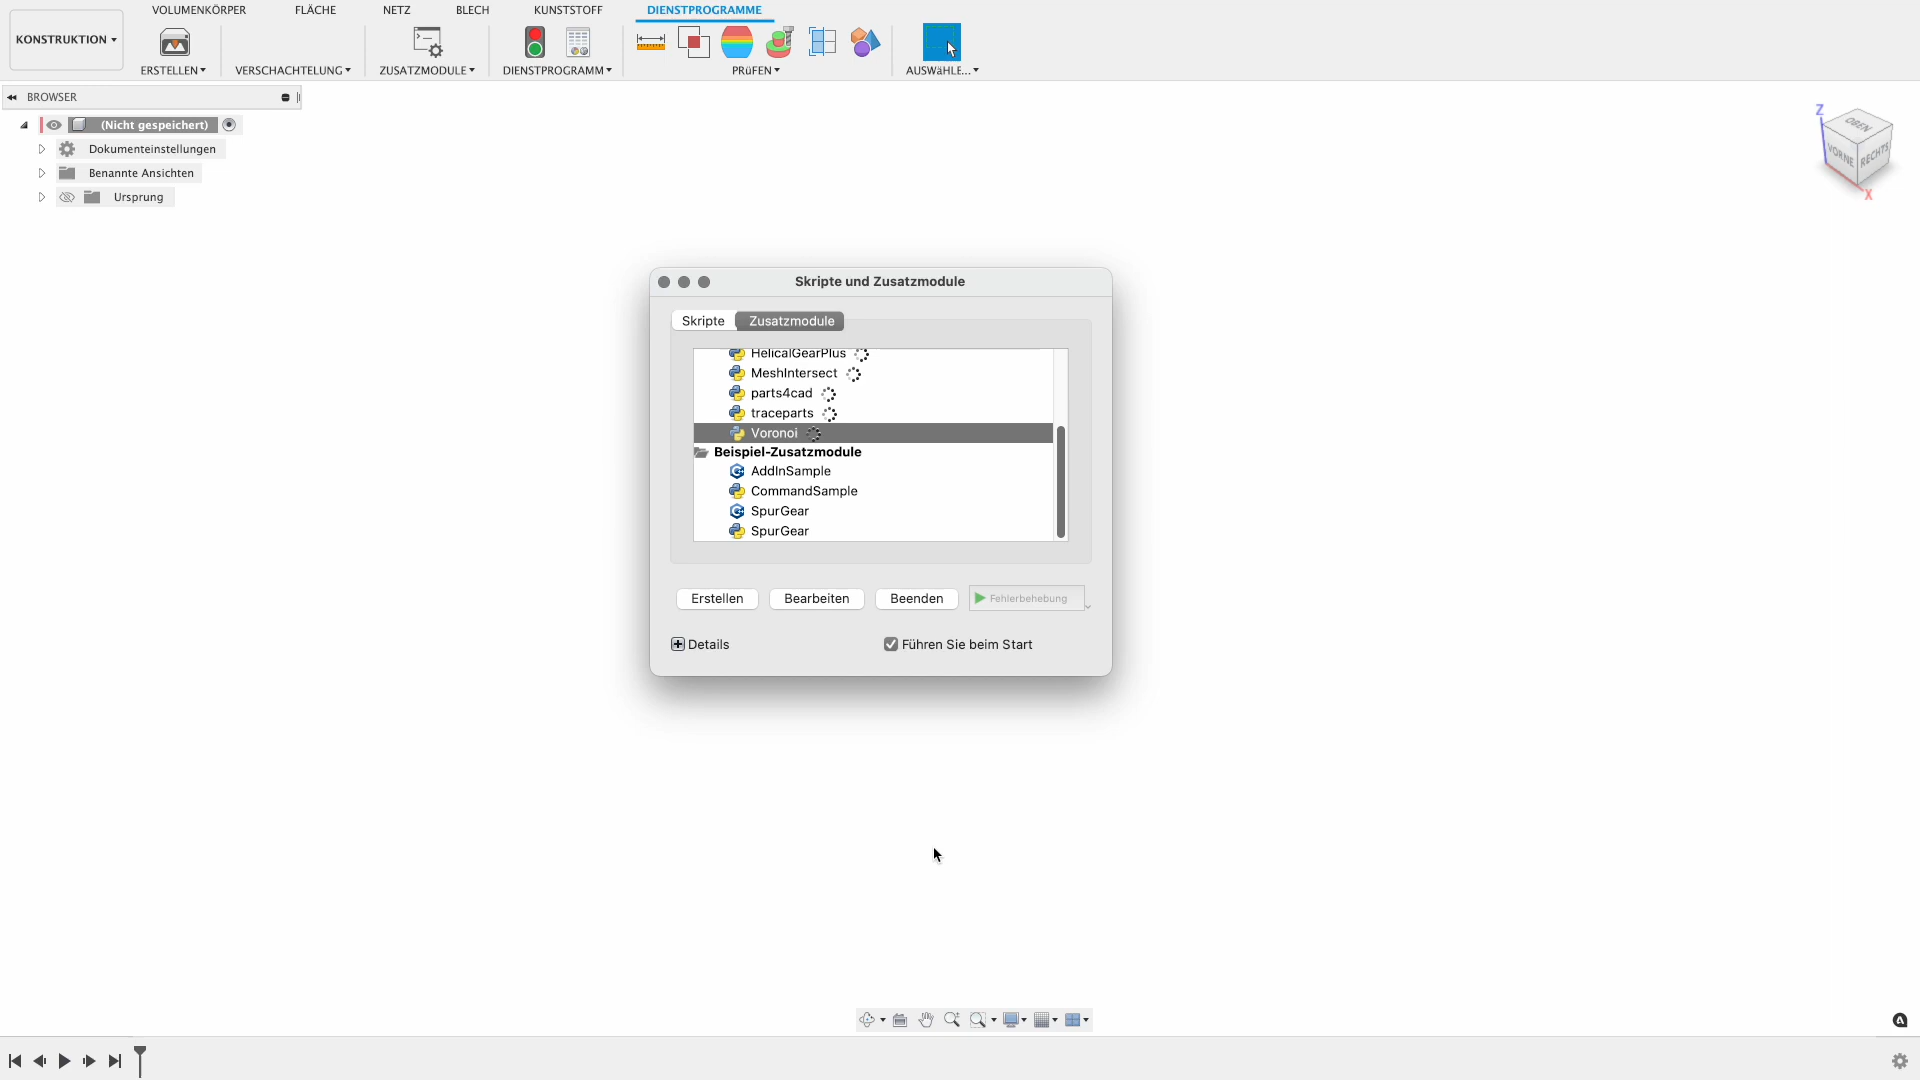 VOLUMENKÖRPER FLÄCHE NETZ BLECH KUNSTSTOFF DIENSTPROGRAMME
KONSTRUKTION
ERSTELLEN VERSCHACHTELUNG ZUSATZMODULE DIENSTPROGRAMM PRüFEN AUSWäHLE...
BROWSER
(Nicht gespeichert)
Dokumenteinstellungen
Benannte Ansichten
Ursprung
Z
OBEN
VORNE
RECHTS
X
Skripte und Zusatzmodule
Skripte Zusatzmodule
HelicalGearPlus
MeshIntersect
parts4cad
traceparts
Voronoi
Beispiel-Zusatzmodule
AddInSample
CommandSample
SpurGear
SpurGear
Erstellen Bearbeiten Beenden Fehlerbehebung
Details Führen Sie beim Start